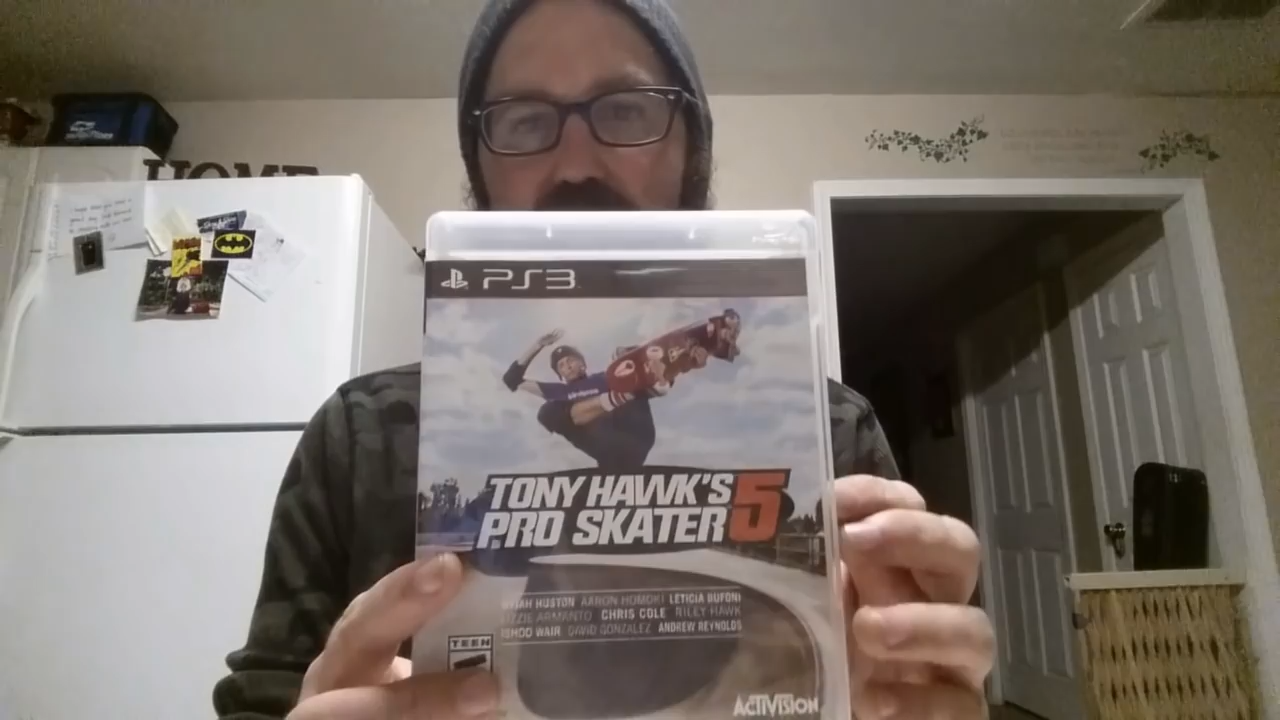 HOME
PS3
TONY HAWK'S
PRO SKATER 5
NYJAH HUSTON AARON HOMOKI LETICIA BUFONI
LIZZIE ARMANTO CHRIS COLE RILEY HAWK
ISHOD WAIR DAVID GONZALEZ ANDREW REYNOLDS
TEEN
ACTIVISION